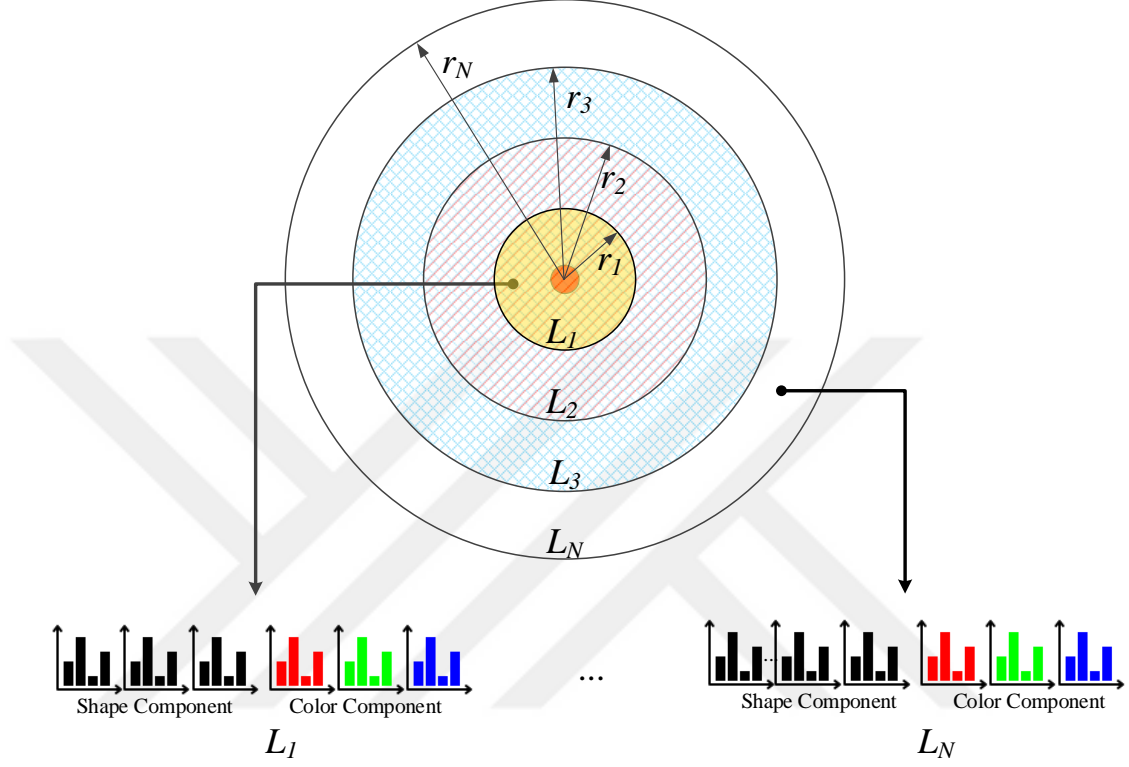 r_N
r_3
r_2
r_1
L_1
L_2
L_3
L_N
...
...
Shape Component Color Component
Shape Component Color Component
L_1
L_N